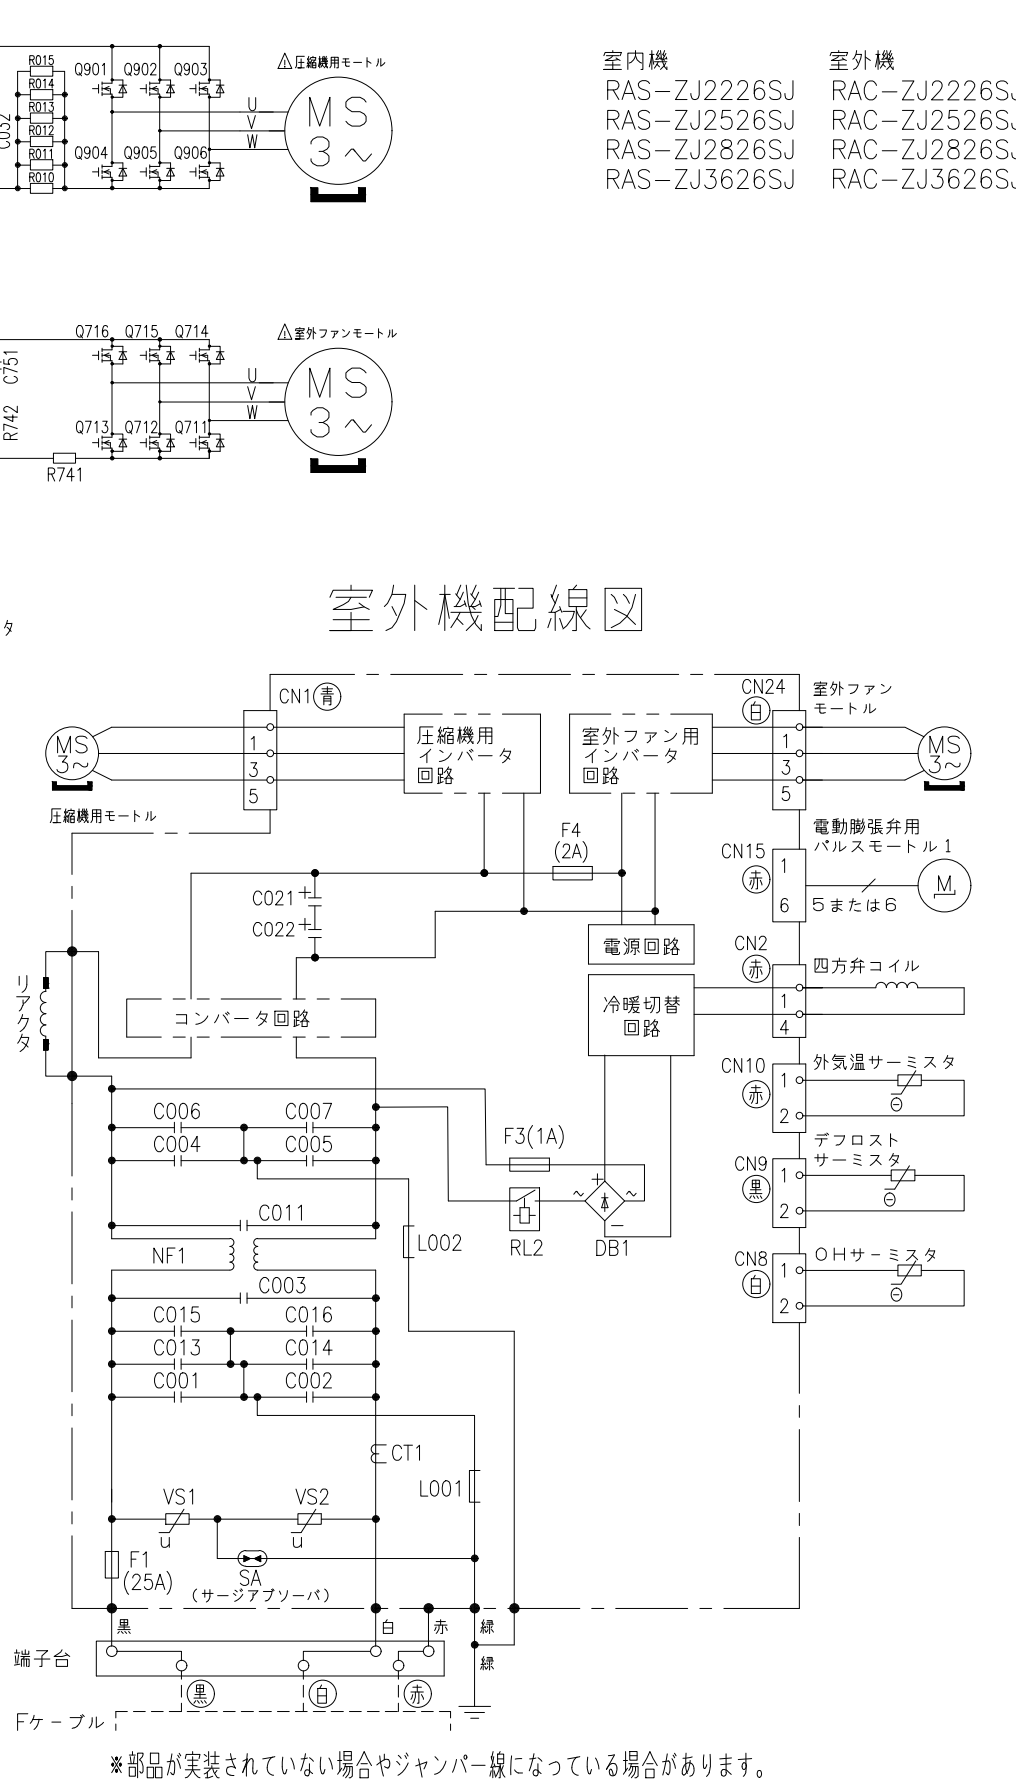 R015
R014
R013
R012
R011
R010
C032
Q901 Q902 Q903
Q904 Q905 Q906
⚠圧縮機用モートル
U
V
W
MS
3～
室内機
RAS-ZJ2226SJ
RAS-ZJ2526SJ
RAS-ZJ2826SJ
RAS-ZJ3626SJ
室外機
RAC-ZJ2226SJ
RAC-ZJ2526SJ
RAC-ZJ2826SJ
RAC-ZJ3626SJ
Q716 Q715 Q714
Q713 Q712 Q711
C751
R742
R741
⚠室外ファンモートル
U
V
W
MS
3～
タ
室外機配線図
CN1 青
1
3
5
MS
3～
圧縮機用モートル
圧縮機用
インバータ
回路
室外ファン用
インバータ
回路
CN24
白
1
3
5
室外ファン
モートル
MS
3～
F4
(2A)
C021 +
C022 +
CN15
赤
1
6
電動膨張弁用
パルスモートル1
5または6
M
電源回路
CN2
赤
1
4
四方弁コイル
リアクタ
コンバータ回路
冷暖切替
回路
CN10
赤
1
2
外気温サーミスタ
⊖
C006 C007
C004 C005
F3(1A)
CN9
黒
1
2
デフロスト
サーミスタ
⊖
RL2
～ + ～
－
DB1
C011
NF1
L002
CN8
白
1
2
OHサーミスタ
⊖
C003
C015 C016
C013 C014
C001 C002
CT1
L001
VS1 VS2
u u
F1
(25A)
SA
(サージアブソーバ)
黒 白 赤 緑
緑
端子台
黒 白 赤
Fケーブル
※部品が実装されていない場合やジャンパー線になっている場合があります。